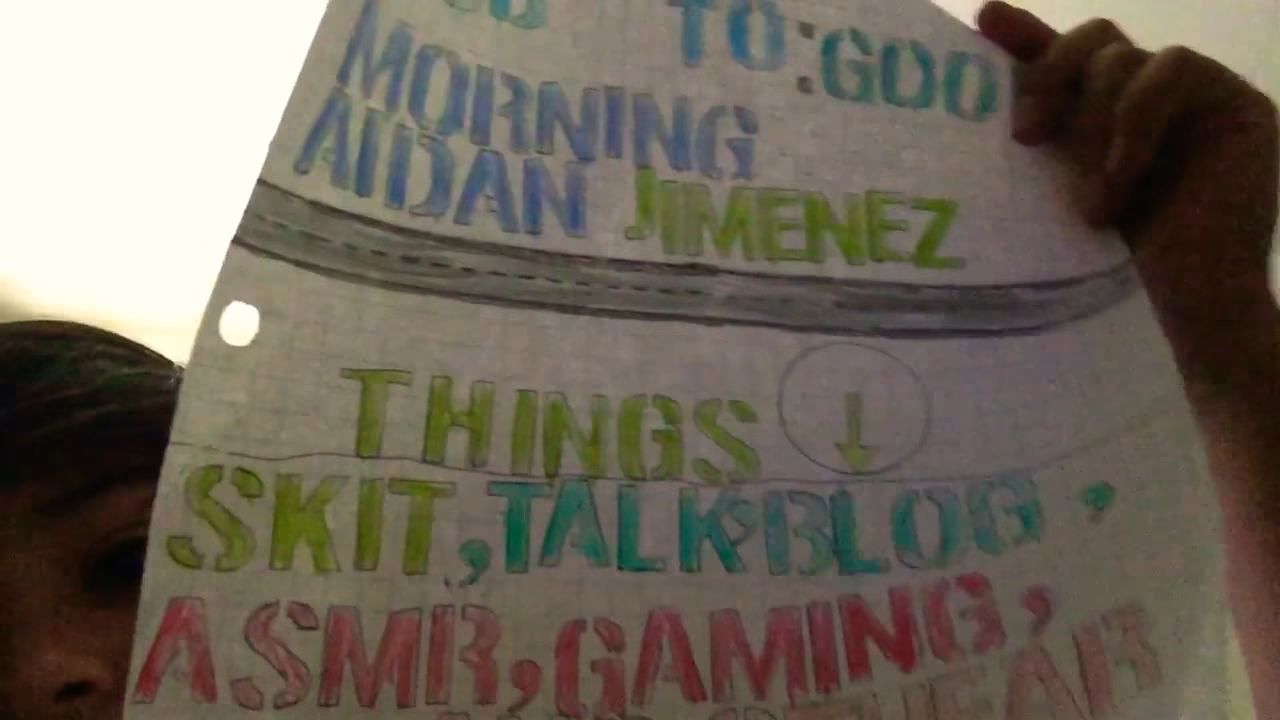 TO:GOO
MORNING
AIDAN JIMENEZ
THINGS ↓
SKIT,TALKBLOG,
ASMR,GAMING,